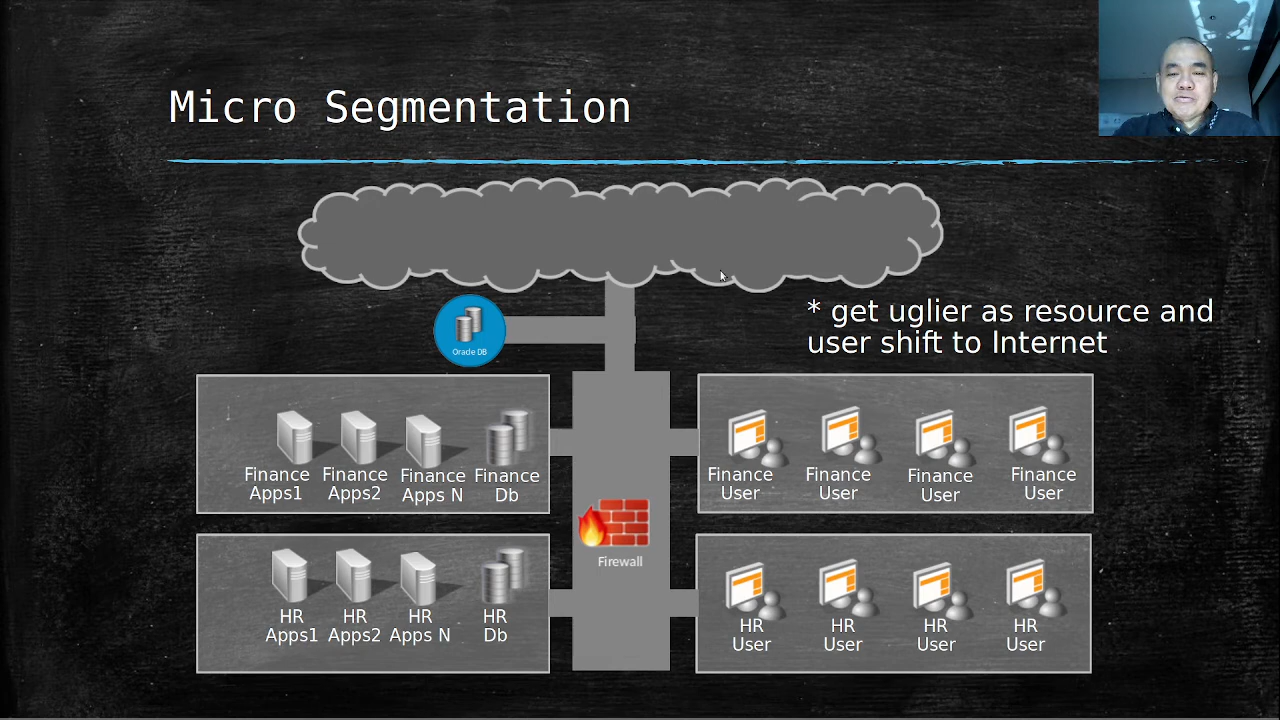 Micro Segmentation
* get uglier as resource and
user shift to Internet
Oracle DB
Finance Apps1
Finance Apps2
Finance Apps N
Finance Db
Finance User
Finance User
Finance User
Finance User
Firewall
HR Apps1
HR Apps2
HR Apps N
HR Db
HR User
HR User
HR User
HR User